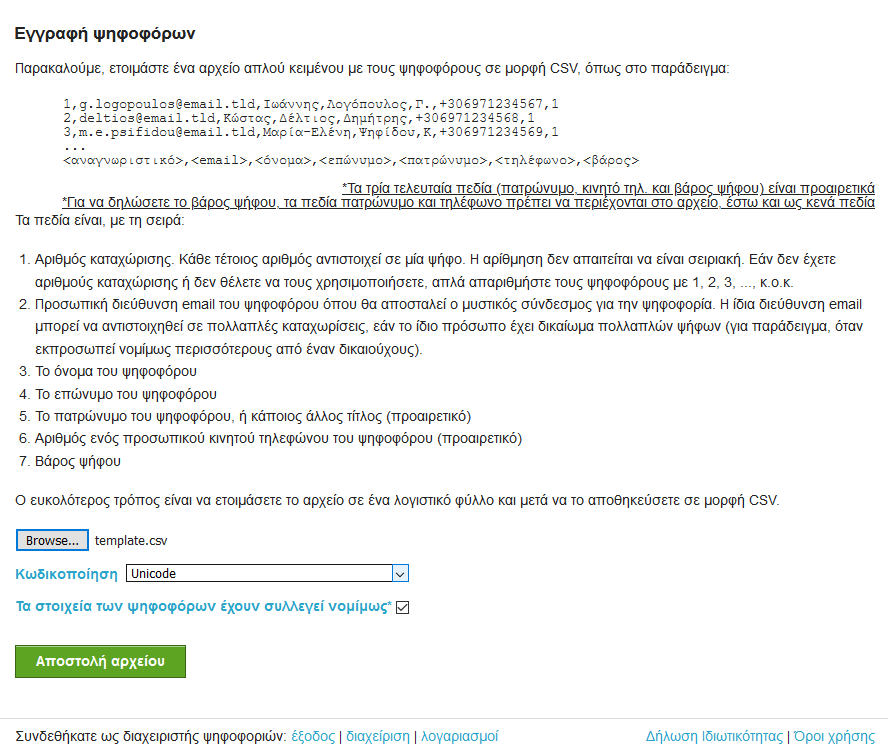 Εγγραφή ψηφοφόρων
Παρακαλούμε, ετοιμάστε ένα αρχείο απλού κειμένου με τους ψηφοφόρους σε μορφή CSV, όπως στο παράδειγμα:
1,g.logopoulos@email.tld,Ιωάννης,Λογόπουλος,Γ.,+306971234567,1
2,deltios@email.tld,Κώστας,Δέλτιος,Δημήτρης,+306971234568,1
3,m.e.psifidou@email.tld,Μαρία-Ελένη,Ψηφίδου,Κ,+306971234569,1
...
<αναγνωριστικό>,<email>,<όνομα>,<επώνυμο>,<πατρώνυμο>,<τηλέφωνο>,<βάρος>
*Τα τρία τελευταία πεδία (πατρώνυμο, κινητό τηλ. και βάρος ψήφου) είναι προαιρετικά
*Για να δηλώσετε το βάρος ψήφου, τα πεδία πατρώνυμο και τηλέφωνο πρέπει να περιέχονται στο αρχείο, έστω και ως κενά πεδία
Τα πεδία είναι, με τη σειρά:
1. Αριθμός καταχώρισης. Κάθε τέτοιος αριθμός αντιστοιχεί σε μία ψήφο. Η αρίθμηση δεν απαιτείται να είναι σειριακή. Εάν δεν έχετε
αριθμούς καταχώρισης ή δεν θέλετε να τους χρησιμοποιήσετε, απλά απαριθμήστε τους ψηφοφόρους με 1, 2, 3, ..., κ.ο.κ.
2. Προσωπική διεύθυνση email του ψηφοφόρου όπου θα αποσταλεί ο μυστικός σύνδεσμος για την ψηφοφορία. Η ίδια διεύθυνση email
μπορεί να αντιστοιχηθεί σε πολλαπλές καταχωρίσεις, εάν το ίδιο πρόσωπο έχει δικαίωμα πολλαπλών ψήφων (για παράδειγμα, όταν
εκπροσωπεί νομίμως περισσότερους από έναν δικαιούχους).
3. Το όνομα του ψηφοφόρου
4. Το επώνυμο του ψηφοφόρου
5. Το πατρώνυμο του ψηφοφόρου, ή κάποιος άλλος τίτλος (προαιρετικό)
6. Αριθμός ενός προσωπικού κινητού τηλεφώνου του ψηφοφόρου (προαιρετικό)
7. Βάρος ψήφου
Ο ευκολότερος τρόπος είναι να ετοιμάσετε το αρχείο σε ένα λογιστικό φύλλο και μετά να το αποθηκεύσετε σε μορφή CSV.
Browse... template.csv
Κωδικοποίηση Unicode
Τα στοιχεία των ψηφοφόρων έχουν συλλεγεί νομίμως*
Αποστολή αρχείου
Συνδεθήκατε ως διαχειριστής ψηφοφοριών: έξοδος | διαχείριση | λογαριασμοί Δήλωση Ιδιωτικότητας | Όροι χρήσης